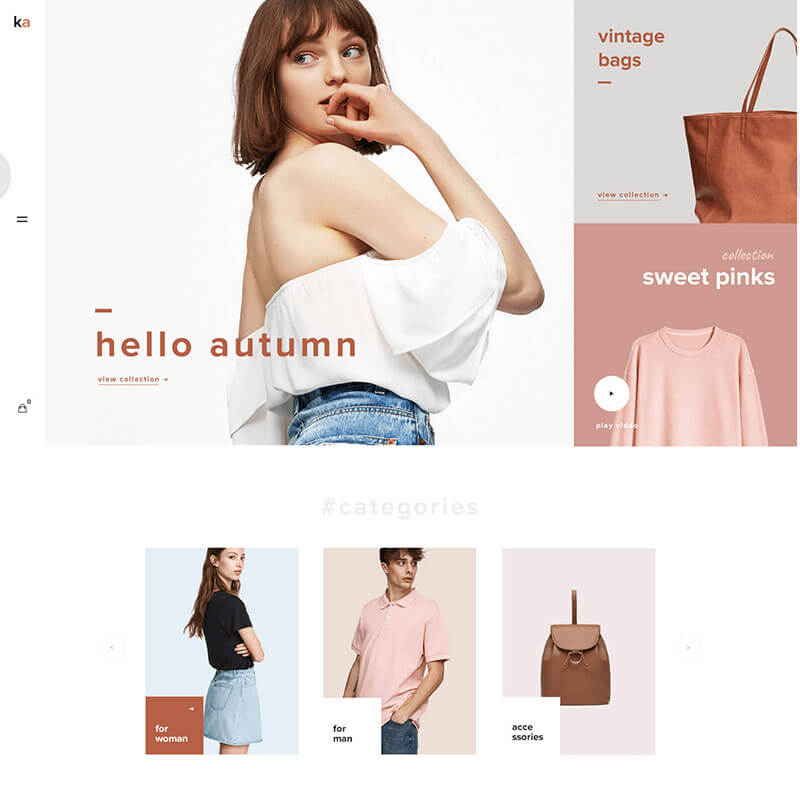 ka
0
hello autumn
view collection
vintage
bags
view collection
collection
sweet pinks
play video
#categories
for
woman
for
man
acce
ssories